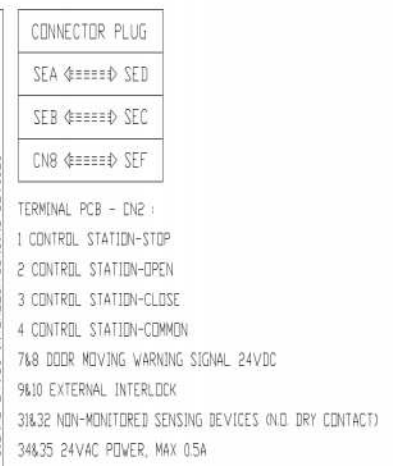 CONNECTOR PLUG
SEA ⇦====⇨ SED
SEB ⇦====⇨ SEC
CN8 ⇦====⇨ SEF
TERMINAL PCB - CN2 :
1 CONTROL STATION-STOP
2 CONTROL STATION-OPEN
3 CONTROL STATION-CLOSE
4 CONTROL STATION-COMMON
7&8 DOOR MOVING WARNING SIGNAL 24VDC
9&10 EXTERNAL INTERLOCK
31&32 NON-MONITORED SENSING DEVICES (N.O. DRY CONTACT)
34&35 24VAC POWER, MAX 0.5A